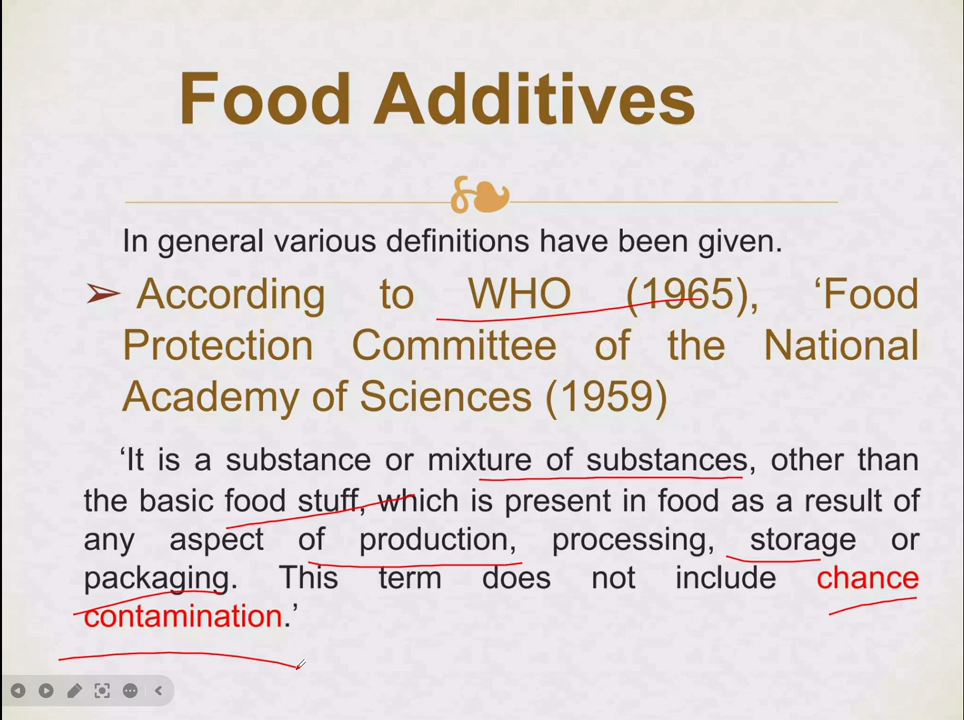 Food Additives
In general various definitions have been given.
➢ According to WHO (1965), ‘Food
Protection Committee of the National
Academy of Sciences (1959)
‘It is a substance or mixture of substances, other than
the basic food stuff, which is present in food as a result of
any aspect of production, processing, storage or
packaging. This term does not include chance
contamination.’